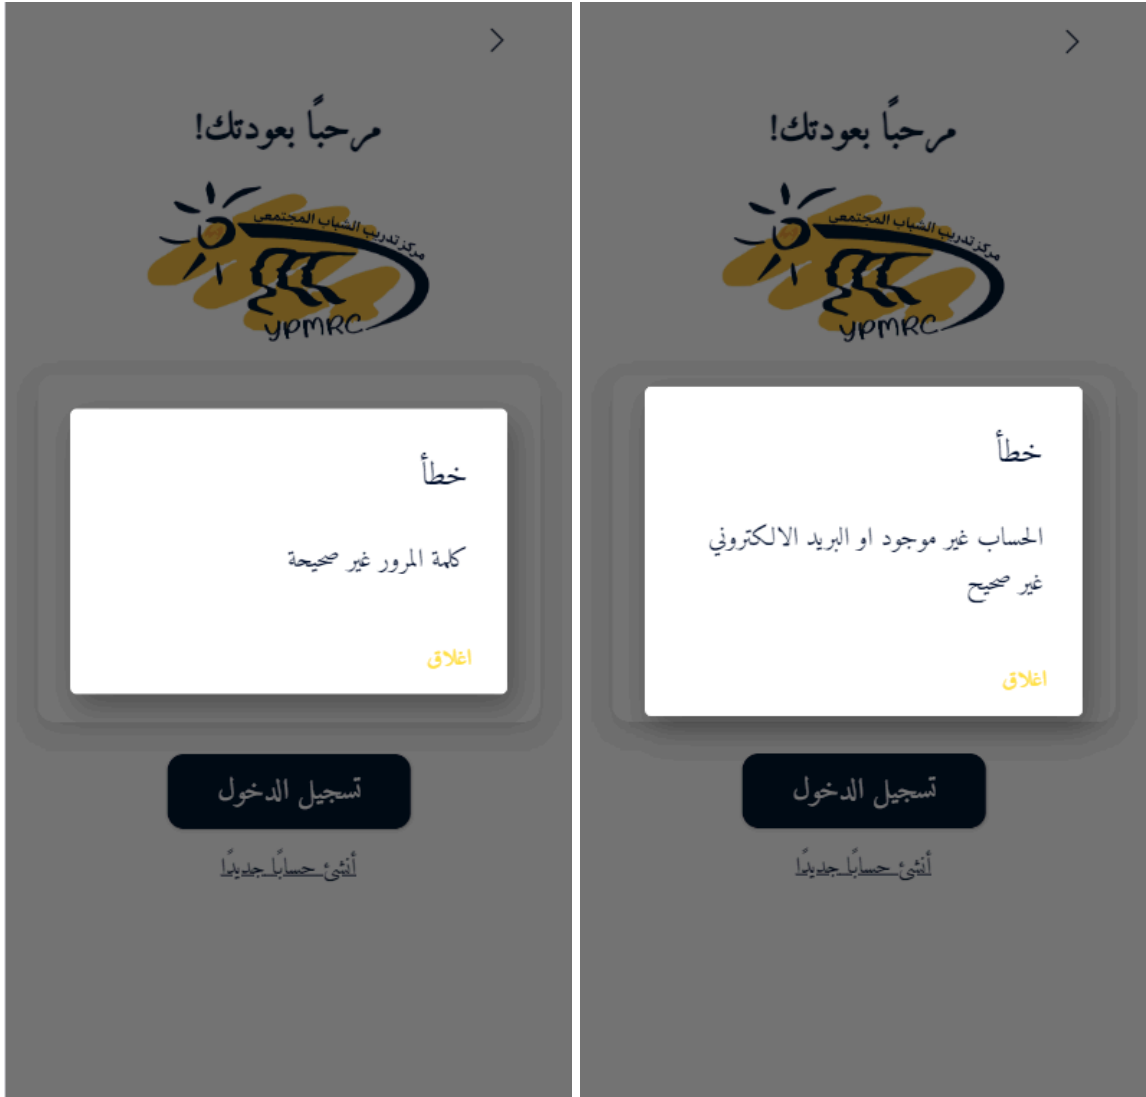 مرحبًا بعودتك!
مركز تدريب الشباب المجتمعي
YPMRC
خطأ
كلمة المرور غير صحيحة
اغلاق
تسجيل الدخول
أنشئ حسابًا جديدًا
مرحبًا بعودتك!
مركز تدريب الشباب المجتمعي
YPMRC
خطأ
الحساب غير موجود او البريد الالكتروني
غير صحيح
اغلاق
تسجيل الدخول
أنشئ حسابًا جديدًا